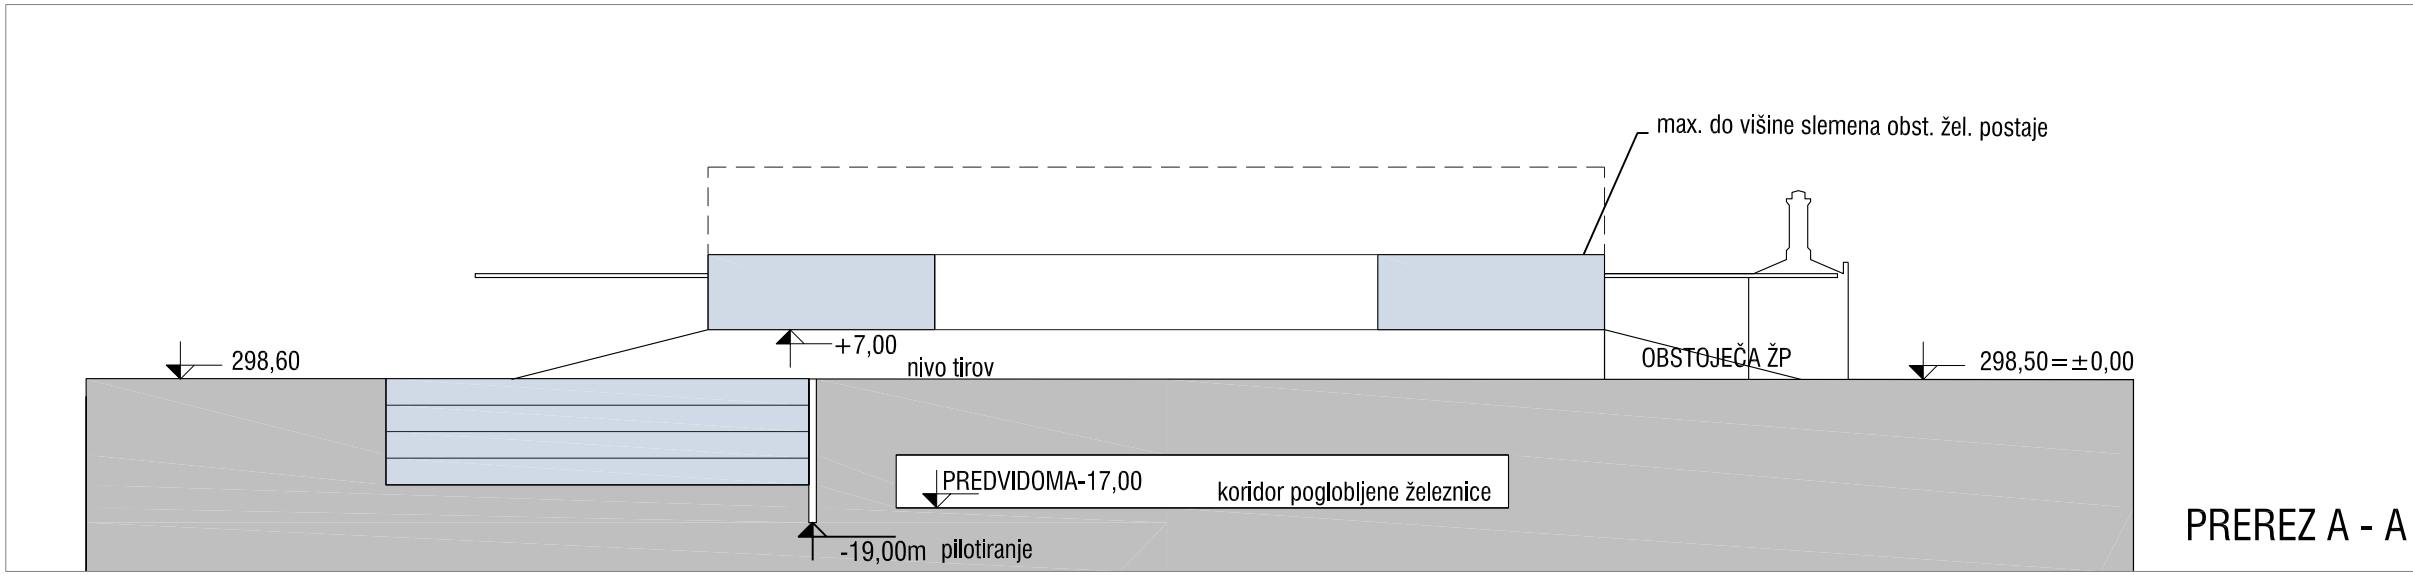 max. do višine slemena obst. žel. postaje
298,60
+7,00
nivo tirov
OBSTOJEČA ŽP
298,50=±0,00
PREDVIDOMA-17,00
koridor poglobljene železnice
-19,00m pilotiranje
PREREZ A - A